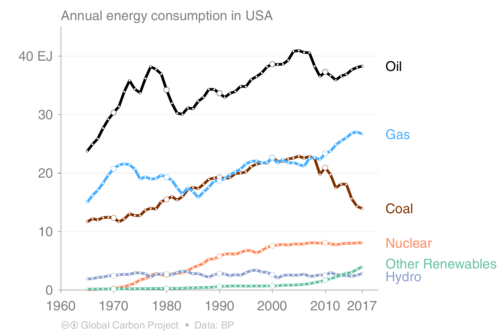 Annual energy consumption in USA
40 EJ
30
20
10
0
1960
1970
1980
1990
2000
2010
2017
Oil
Gas
Coal
Nuclear
Other Renewables
Hydro
Global Carbon Project • Data: BP